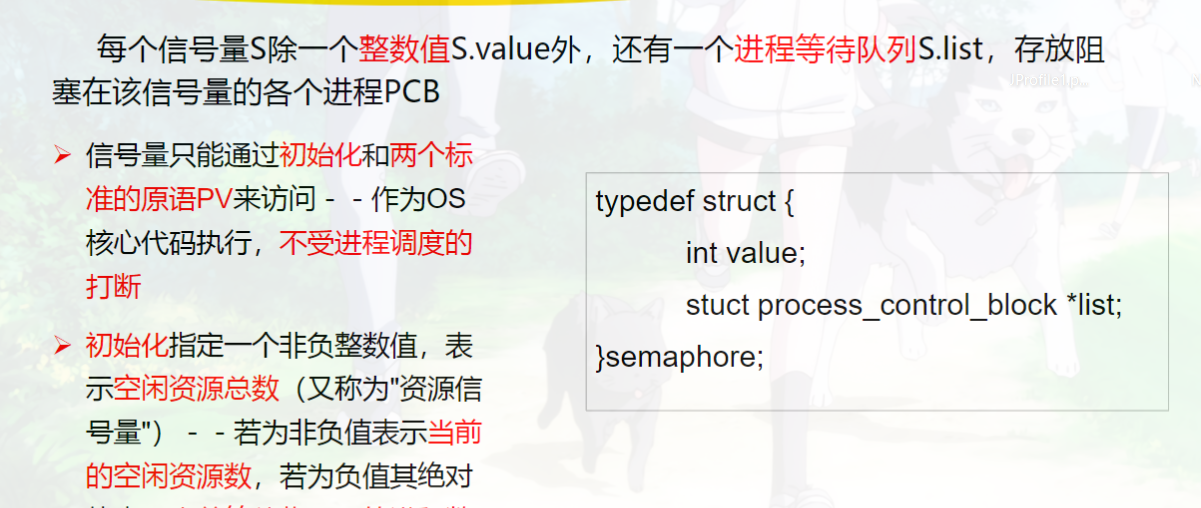 每个信号量S除一个整数值S.value外，还有一个进程等待队列S.list，存放阻
塞在该信号量的各个进程PCB
信号量只能通过初始化和两个标
准的原语PV来访问－－作为OS
核心代码执行，不受进程调度的
打断
初始化指定一个非负整数值，表
示空闲资源总数（又称为"资源信
号量"）－－若为非负值表示当前
的空闲资源数，若为负值其绝对
typedef struct {
int value;
stuct process_control_block *list;
}semaphore;